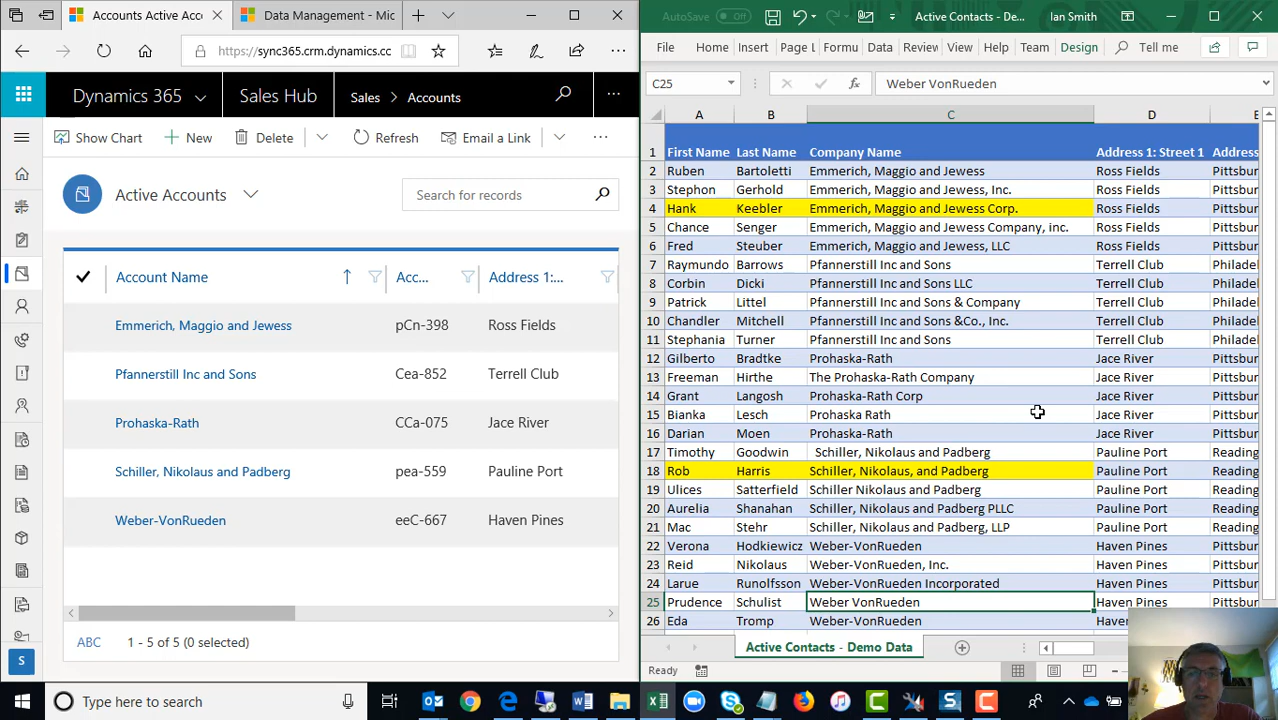 Accounts Active Acc
Data Management - Mic
https://sync365.crm.dynamics.cc
Dynamics 365
Sales Hub
Sales > Accounts
Show Chart
New
Delete
Refresh
Email a Link
Active Accounts
Search for records
Account Name
Acc...
Address 1:...
Emmerich, Maggio and Jewess pCn-398 Ross Fields
Pfannerstill Inc and Sons Cea-852 Terrell Club
Prohaska-Rath CCa-075 Jace River
Schiller, Nikolaus and Padberg pea-559 Pauline Port
Weber-VonRueden eeC-667 Haven Pines
ABC
1 - 5 of 5 (0 selected)
S
Type here to search
AutoSave Off
Active Contacts - De...
Ian Smith
File Home Insert Page L Formu Data Review View Help Team Design Tell me
C25
fx
Weber VonRueden
A B C D E
1 First Name Last Name Company Name Address 1: Street 1 Address
2 Ruben Bartoletti Emmerich, Maggio and Jewess Ross Fields Pittsbur
3 Stephon Gerhold Emmerich, Maggio and Jewess, Inc. Ross Fields Pittsbur
4 Hank Keebler Emmerich, Maggio and Jewess Corp. Ross Fields Pittsbur
5 Chance Senger Emmerich, Maggio and Jewess Company, inc. Ross Fields Pittsbur
6 Fred Steuber Emmerich, Maggio and Jewess, LLC Ross Fields Pittsbur
7 Raymundo Barrows Pfannerstill Inc and Sons Terrell Club Philadel
8 Corbin Dicki Pfannerstill Inc and Sons LLC Terrell Club Philadel
9 Patrick Littel Pfannerstill Inc and Sons & Company Terrell Club Philadel
10 Chandler Mitchell Pfannerstill Inc and Sons &Co., Inc. Terrell Club Philadel
11 Stephania Turner Pfannerstill Inc and Sons Terrell Club Philadel
12 Gilberto Bradtke Prohaska-Rath Jace River Pittsbur
13 Freeman Hirthe The Prohaska-Rath Company Jace River Pittsbur
14 Grant Langosh Prohaska-Rath Corp Jace River Pittsbur
15 Bianka Lesch Prohaska Rath Jace River Pittsbur
16 Darian Moen Prohaska-Rath Jace River Pittsbur
17 Timothy Goodwin Schiller, Nikolaus and Padberg Pauline Port Reading
18 Rob Harris Schiller, Nikolaus, and Padberg Pauline Port Reading
19 Ulices Satterfield Schiller Nikolaus and Padberg Pauline Port Reading
20 Aurelia Shanahan Schiller, Nikolaus and Padberg PLLC Pauline Port Reading
21 Mac Stehr Schiller, Nikolaus and Padberg, LLP Pauline Port Reading
22 Verona Hodkiewicz Weber-VonRueden Haven Pines Pittsbur
23 Reid Nikolaus Weber-VonRueden, Inc. Haven Pines Pittsbur
24 Larue Runolfsson Weber-VonRueden Incorporated Haven Pines Pittsbur
25 Prudence Schulist Weber VonRueden Haven Pines Pittsbur
26 Eda Tromp Weber-VonRueden Haven
Active Contacts - Demo Data
Ready